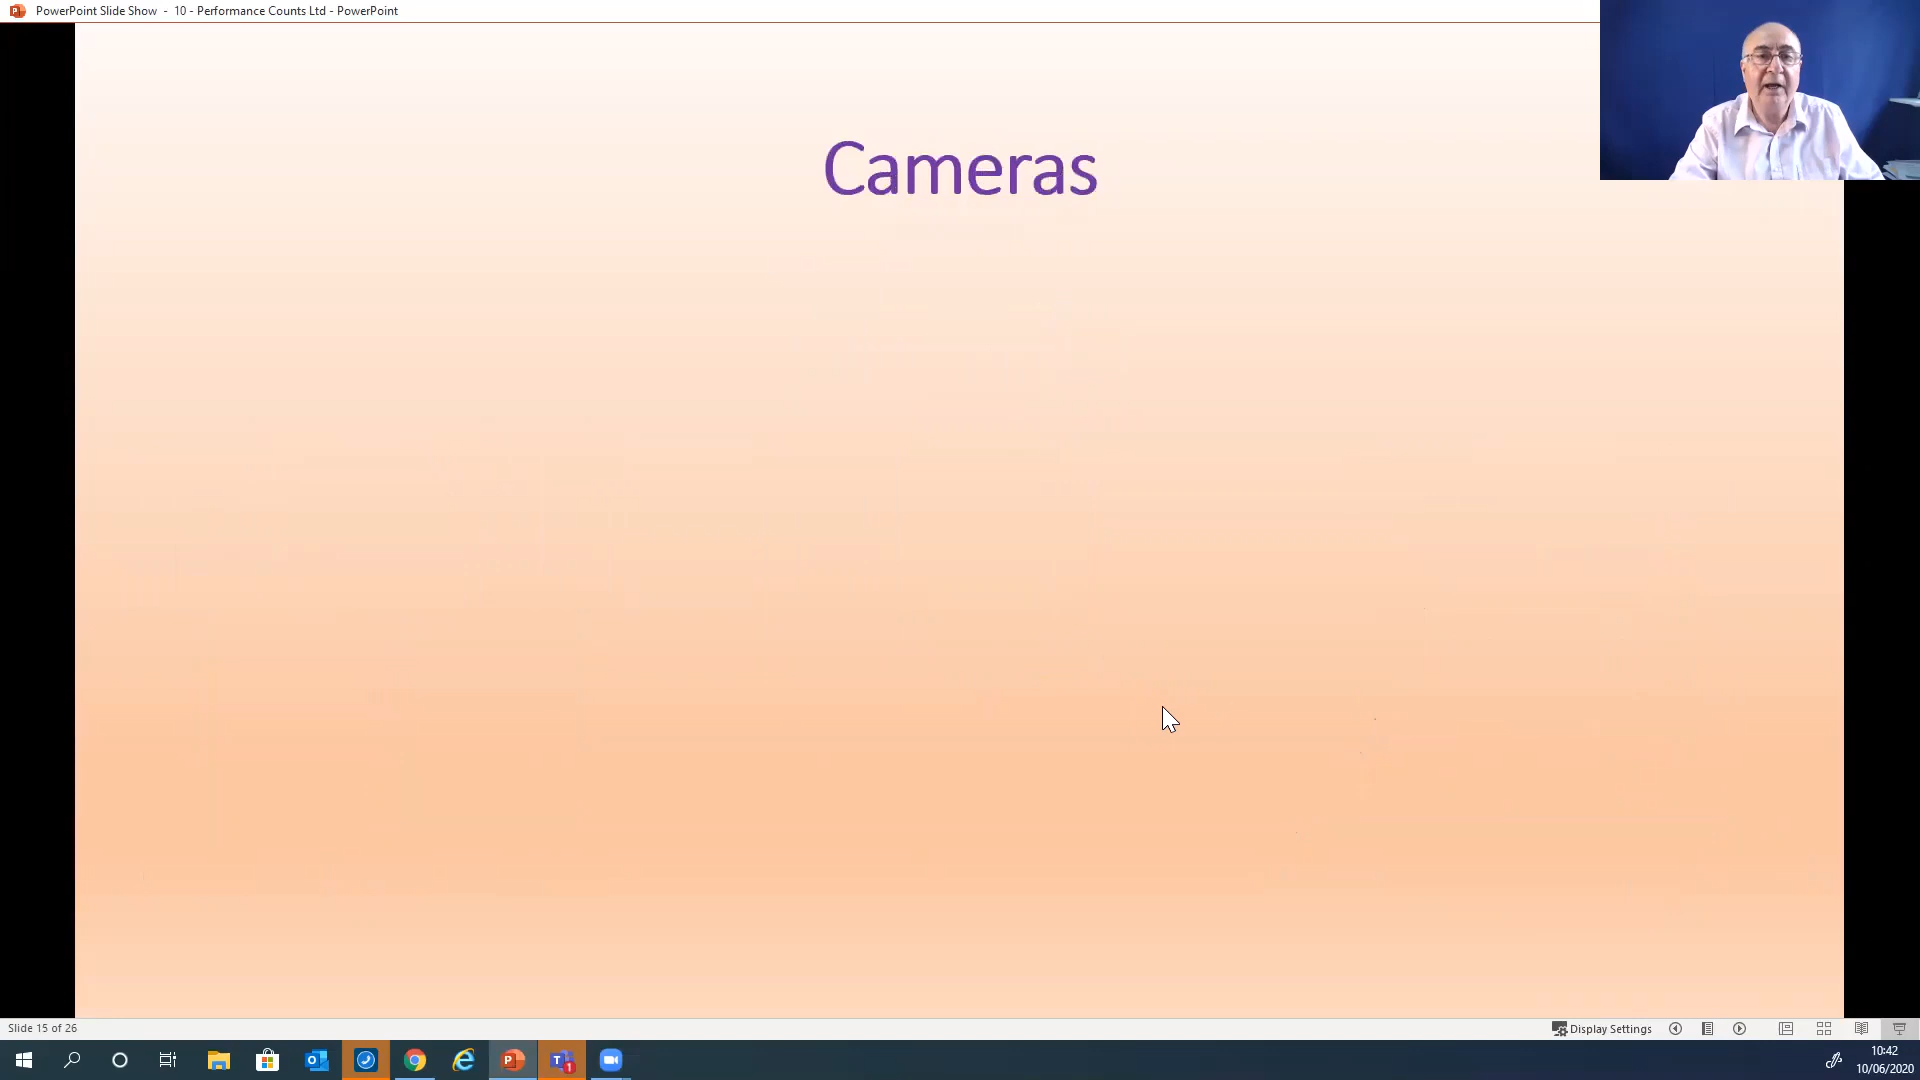 PowerPoint Slide Show - 10 - Performance Counts Ltd - PowerPoint
Cameras
Slide 15 of 26
Display Settings
1
10:42
10/06/2020